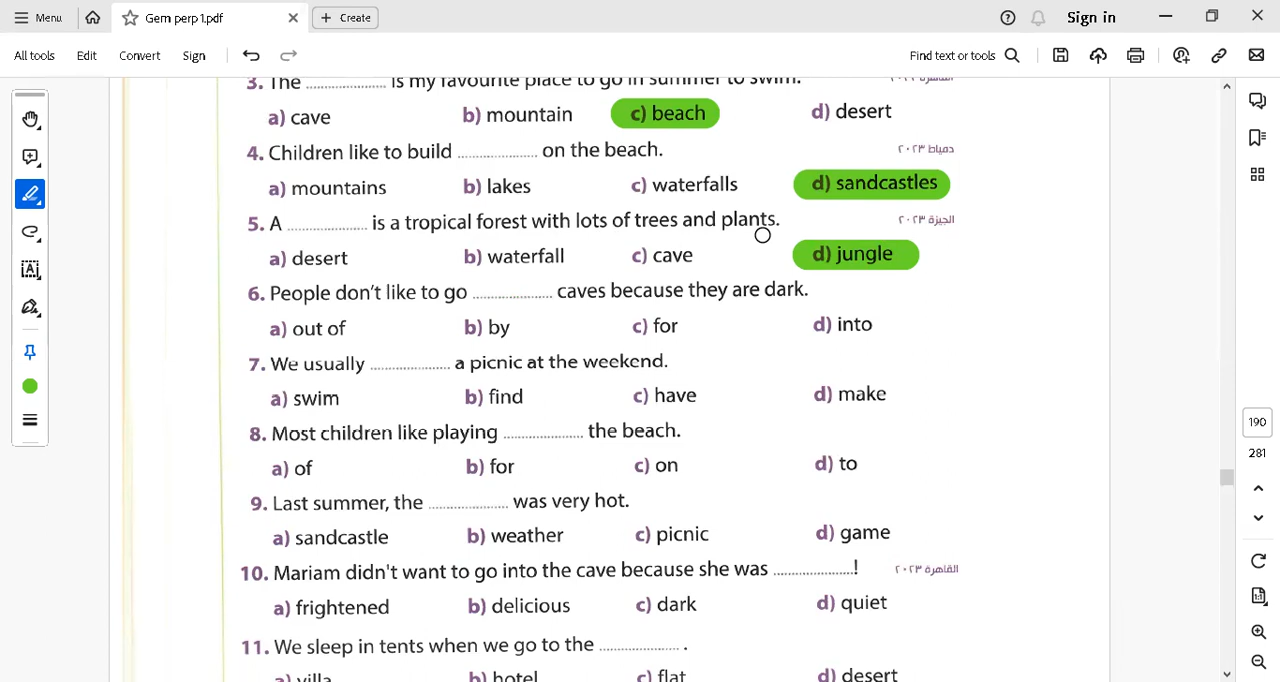 Menu
Gem perp 1.pdf
Create
Sign in
All tools
Edit
Convert
Sign
Find text or tools
3. The .................... is my favourite place to go in summer to swim.
a) cave b) mountain c) beach d) desert
4. Children like to build .................... on the beach. دمياط ٢٠٢٣
a) mountains b) lakes c) waterfalls d) sandcastles
5. A .................... is a tropical forest with lots of trees and plants. الجيزة ٢٠٢٣
a) desert b) waterfall c) cave d) jungle
6. People don't like to go .................... caves because they are dark.
a) out of b) by c) for d) into
7. We usually .................... a picnic at the weekend.
a) swim b) find c) have d) make
8. Most children like playing .................... the beach.
a) of b) for c) on d) to
9. Last summer, the .................... was very hot.
a) sandcastle b) weather c) picnic d) game
10. Mariam didn't want to go into the cave because she was ....................! القاهرة ٢٠٢٣
a) frightened b) delicious c) dark d) quiet
11. We sleep in tents when we go to the .................... .
a) villa b) hotel c) flat d) desert
190
281